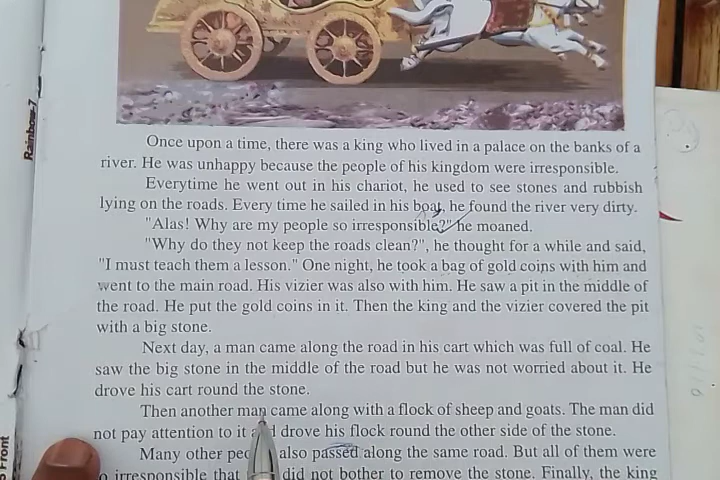 Once upon a time, there was a king who lived in a palace on the banks of a
river. He was unhappy because the people of his kingdom were irresponsible.
Everytime he went out in his chariot, he used to see stones and rubbish
lying on the roads. Every time he sailed in his boat, he found the river very dirty.
"Alas! Why are my people so irresponsible?" he moaned.
"Why do they not keep the roads clean?", he thought for a while and said,
"I must teach them a lesson." One night, he took a bag of gold coins with him and
went to the main road. His vizier was also with him. He saw a pit in the middle of
the road. He put the gold coins in it. Then the king and the vizier covered the pit
with a big stone.
Next day, a man came along the road in his cart which was full of coal. He
saw the big stone in the middle of the road but he was not worried about it. He
drove his cart round the stone.
Then another man came along with a flock of sheep and goats. The man did
not pay attention to it and drove his flock round the other side of the stone.
Many other also passed along the same road. But all of them were
irresponsible that did not bother to remove the stone. Finally, the king
Rainbow-7
Front